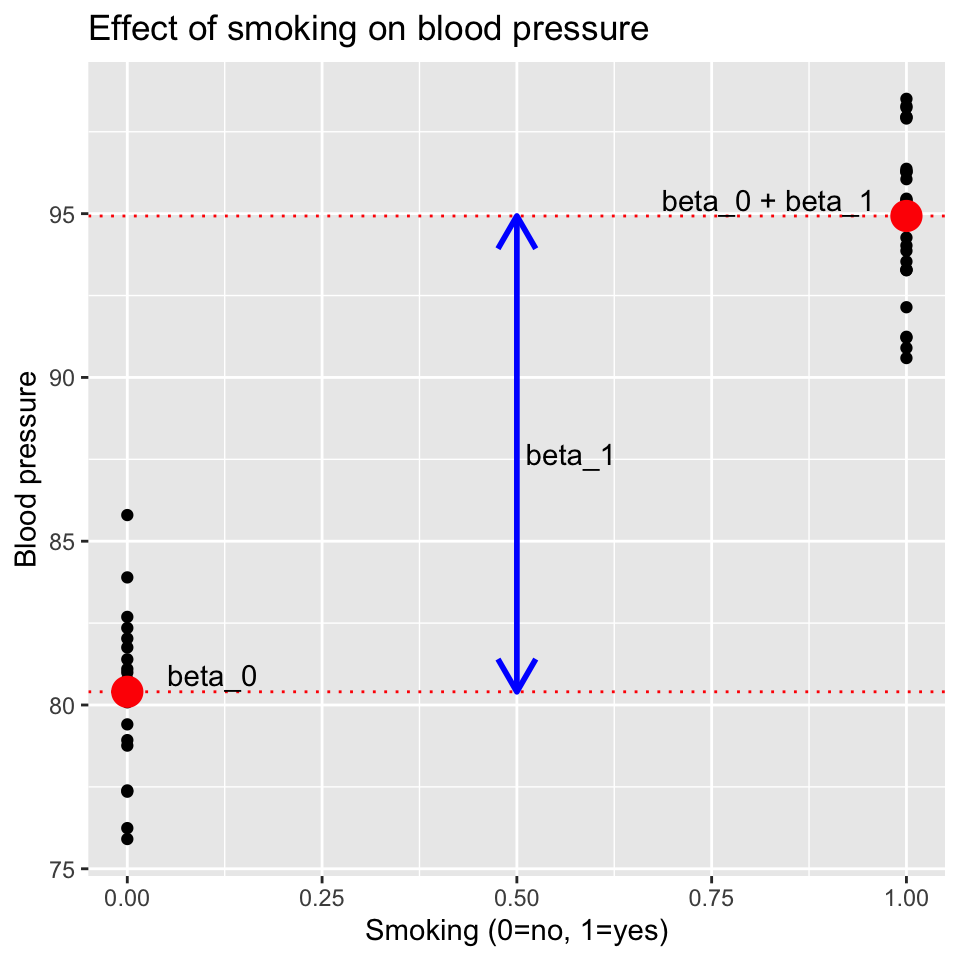 Effect of smoking on blood pressure
Blood pressure
95
90
85
80
75
beta_0 + beta_1
beta_1
beta_0
0.00 0.25 0.50 0.75 1.00
Smoking (0=no, 1=yes)